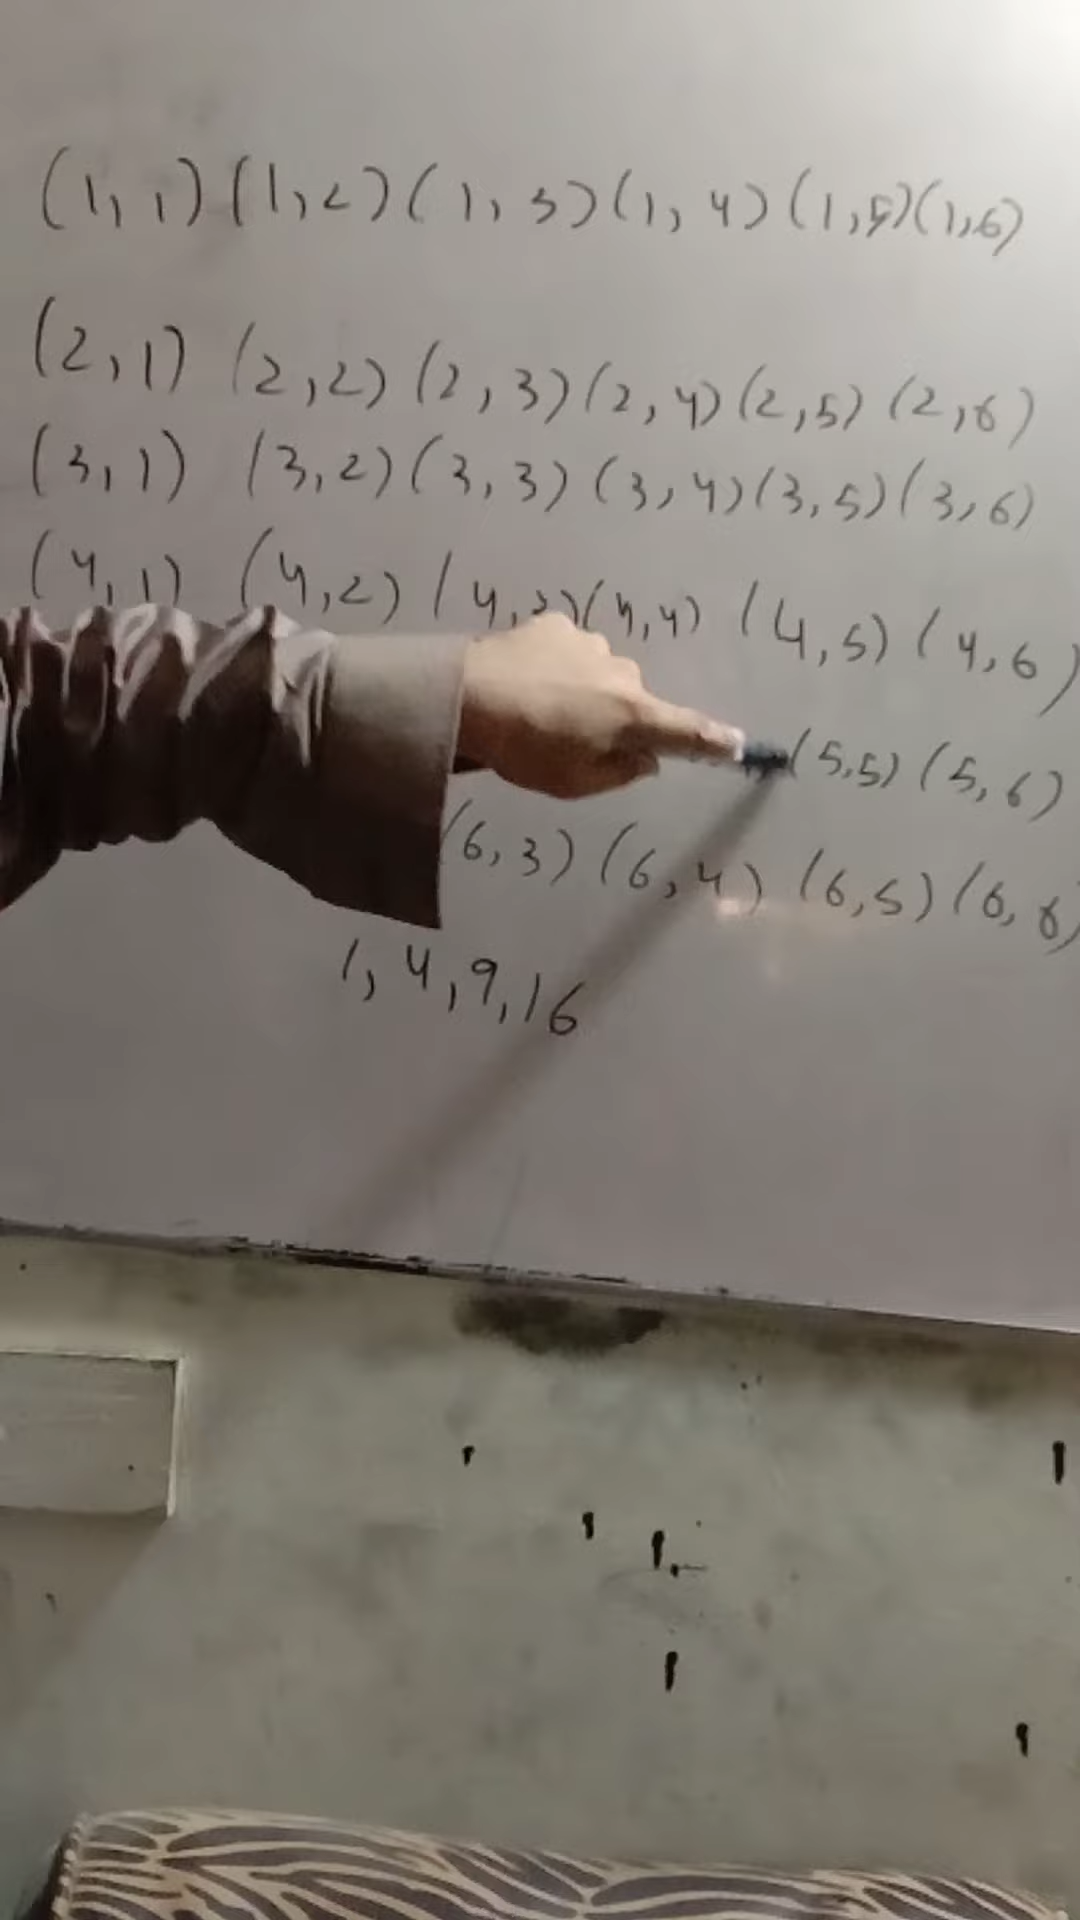 (1,1) (1,2) (1,3) (1,4) (1,5) (1,6)
(2,1) (2,2) (2,3) (2,4) (2,5) (2,6)
(3,1) (3,2) (3,3) (3,4) (3,5) (3,6)
(4,1) (4,2) (4,3) (4,4) (4,5) (4,6)
(5,5) (5,6)
(6,3) (6,4) (6,5) (6,6)
1, 4, 9, 16